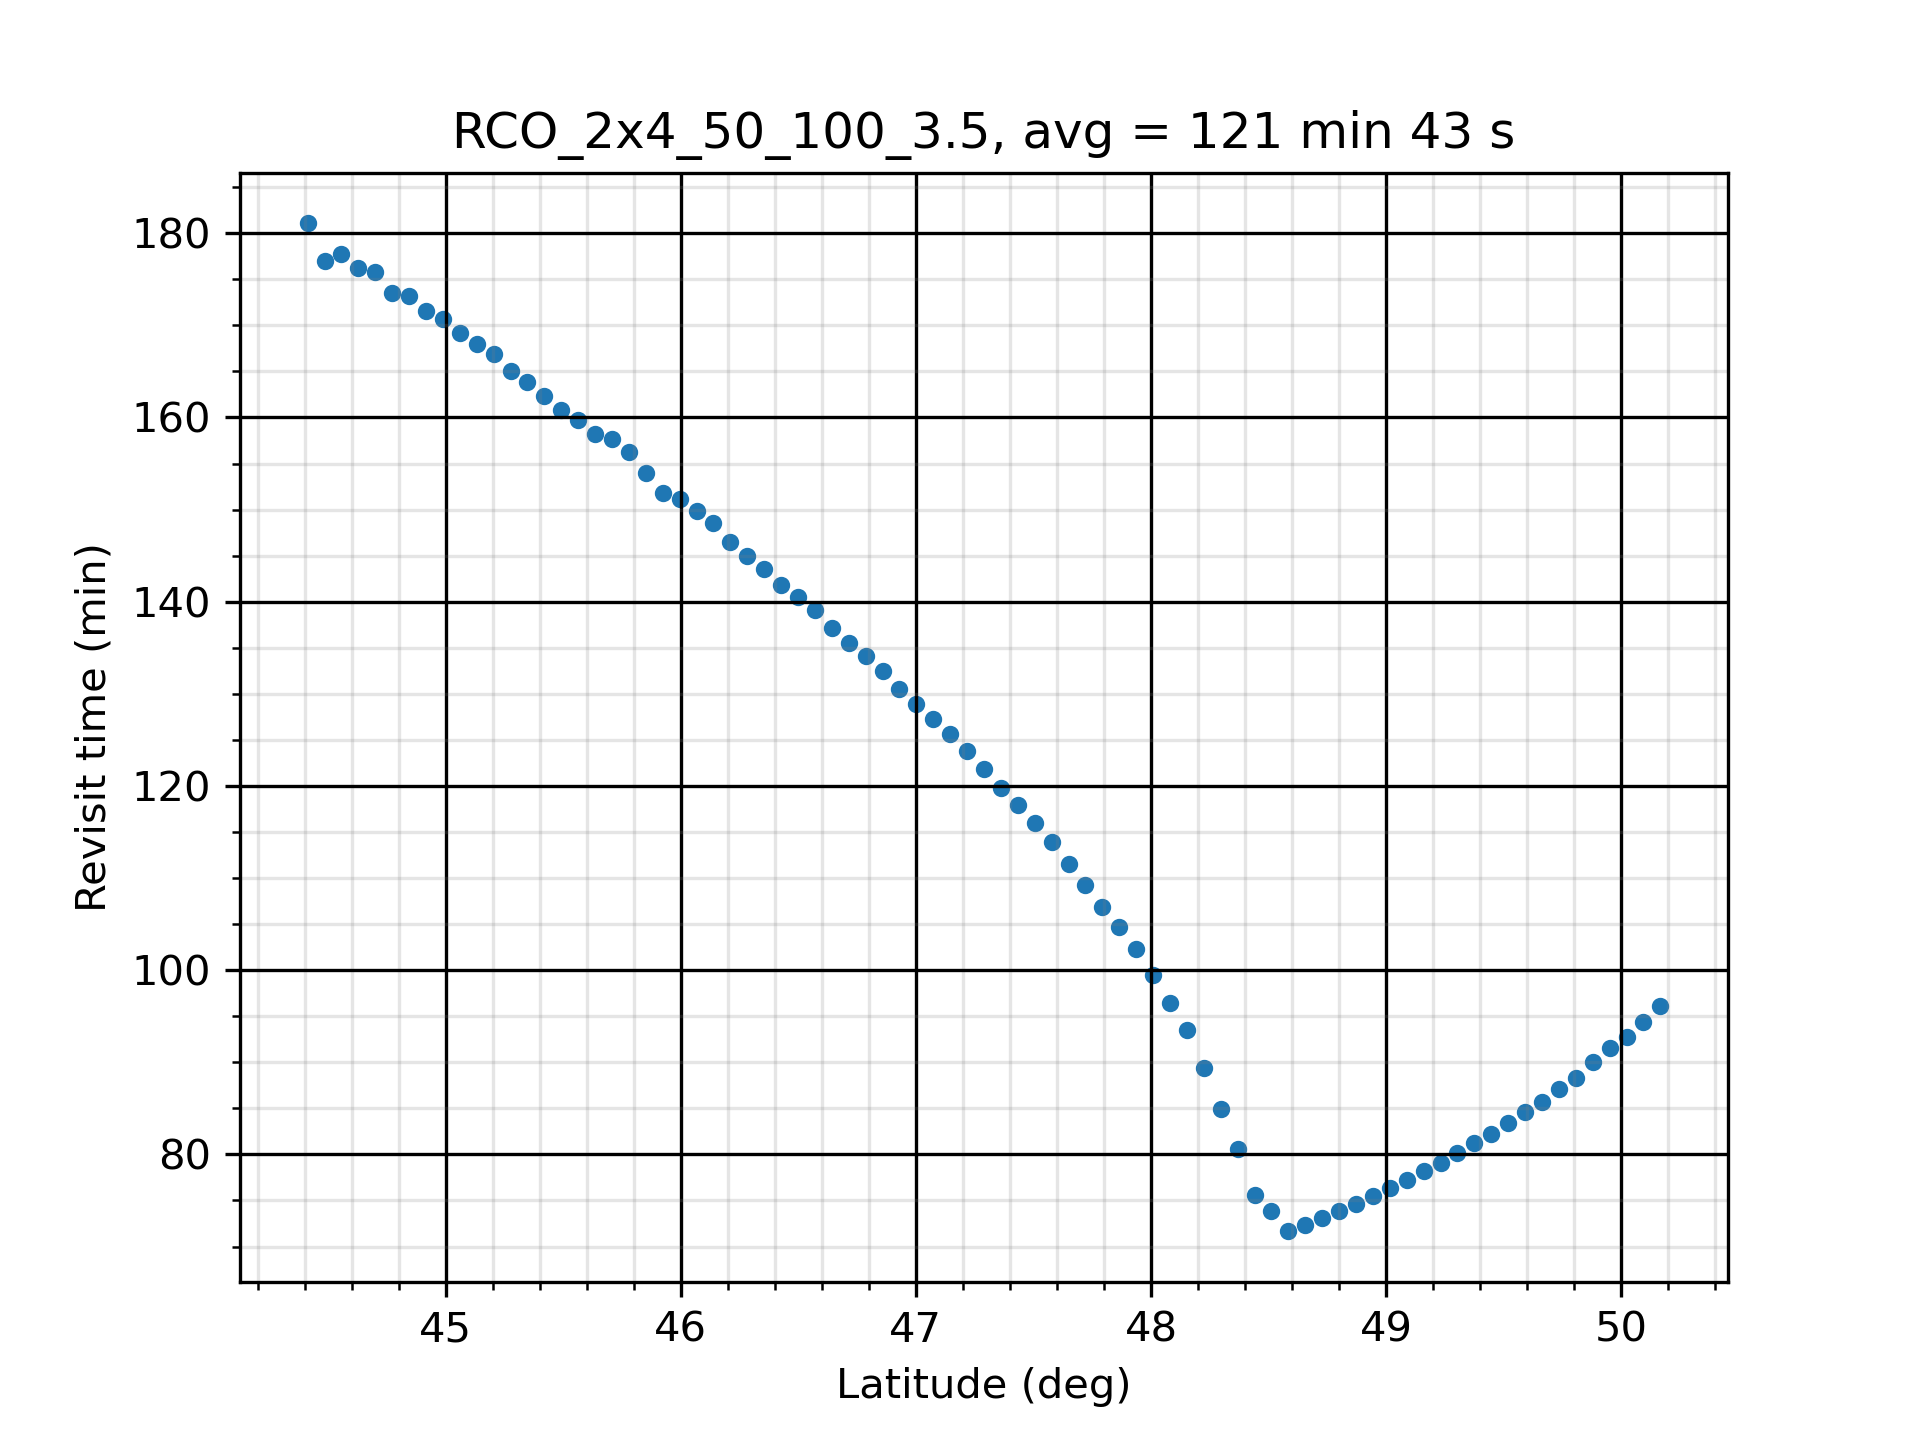 RCO_2x4_50_100_3.5, avg = 121 min 43 s
180
160
140
120
100
80
Revisit time (min)
45 46 47 48 49 50
Latitude (deg)